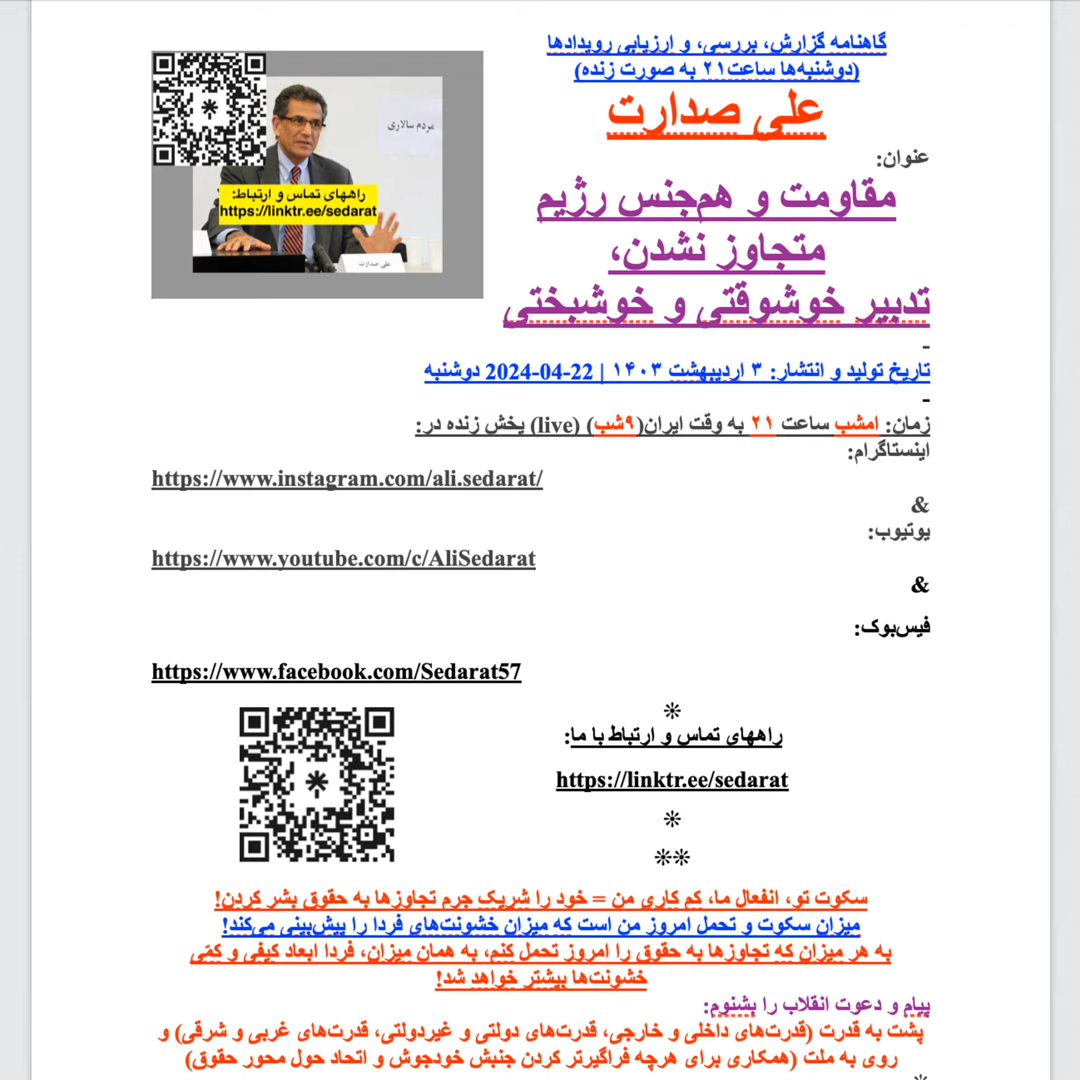 گاهنامه گزارش، بررسی، و ارزیابی رویدادها
(دوشنبه‌ها ساعت۲۱ به صورت زنده)
علی صدارت
عنوان:
مقاومت و هم‌جنس رژیم
متجاوز نشدن،
تدبیر خوشوقتی و خوشبختی
-
تاریخ تولید و انتشار: ۳ اردیبهشت ۱۴۰۳ | 2024-04-22 دوشنبه
-
زمان: امشب ساعت ۲۱ به وقت ایران(۹شب) (live) پخش زنده در:
اینستاگرام:
https://www.instagram.com/ali.sedarat/
&
یوتیوب:
https://www.youtube.com/c/AliSedarat
&
فیس‌بوک:
https://www.facebook.com/Sedarat57
مردم سالاری
راههای تماس و ارتباط:
https://linktr.ee/sedarat
علی صدارت
راههای تماس و ارتباط با ما:
https://linktr.ee/sedarat
سکوت تو، انفعال ما، کم کاری من = خود را شریک جرم تجاوزها به حقوق بشر کردن!
میزان سکوت و تحمل امروز من است که میزان خشونت‌های فردا را پیش‌بینی می‌کند!
به هر میزان که تجاوزها به حقوق را امروز تحمل کنم، به همان میزان، فردا ابعاد کیفی و کمّی
خشونت‌ها بیشتر خواهد شد!
پیام و دعوت انقلاب را بشنوم:
پشت به قدرت (قدرت‌های داخلی و خارجی، قدرت‌های دولتی و غیردولتی، قدرت‌های غربی و شرقی) و
روی به ملت (همکاری برای هرچه فراگیرتر کردن جنبش خودجوش و اتحاد حول محور حقوق)